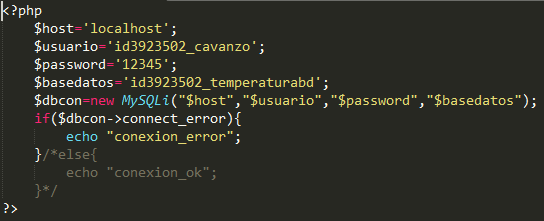 <?php
$host='localhost';
$usuario='id3923502_cavanzo';
$password='12345';
$basedatos='id3923502_temperaturabd';
$dbcon=new MySQLi("$host","$usuario","$password","$basedatos");
if($dbcon->connect_error){
echo "conexion_error";
}/*else{
echo "conexion_ok";
}*/
?>